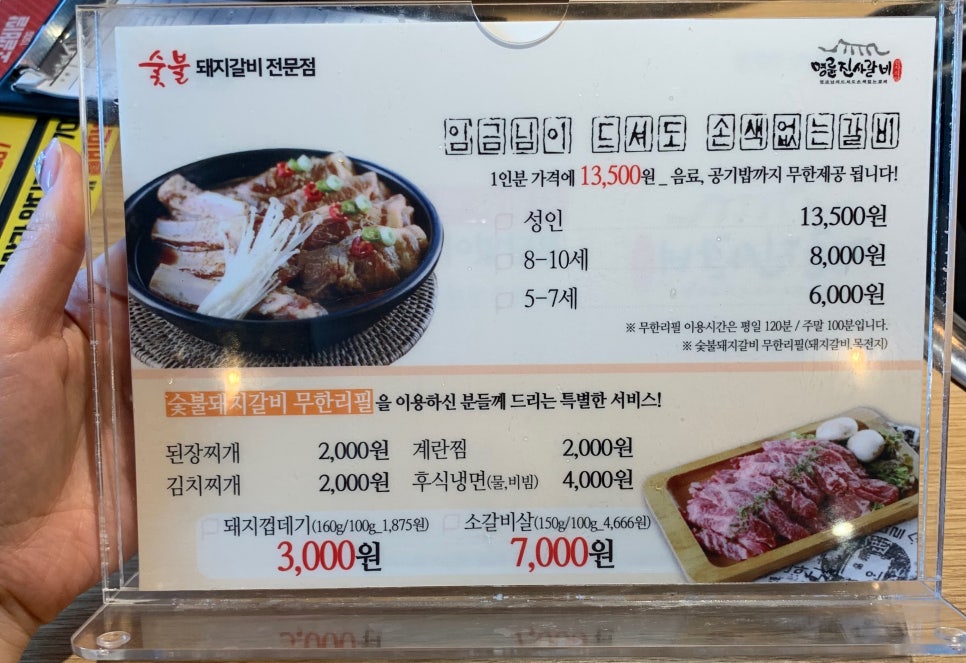 숯불 돼지갈비 전문점
명륜진사갈비
임금님이 드셔도 손색없는갈비
1인분 가격에 13,500원_ 음료, 공기밥까지 무한제공 됩니다!
성인 13,500원
8-10세 8,000원
5-7세 6,000원
※ 무한리필 이용시간은 평일 120분 / 주말 100분입니다.
※ 숯불돼지갈비 무한리필(돼지갈비 목전지)
숯불돼지갈비 무한리필을 이용하신 분들께 드리는 특별한 서비스!
된장찌개 2,000원 계란찜 2,000원
김치찌개 2,000원 후식냉면(물,비빔) 4,000원
돼지껍데기(160g/100g_1,875원) 소갈비살(150g/100g_4,666원)
3,000원 7,000원